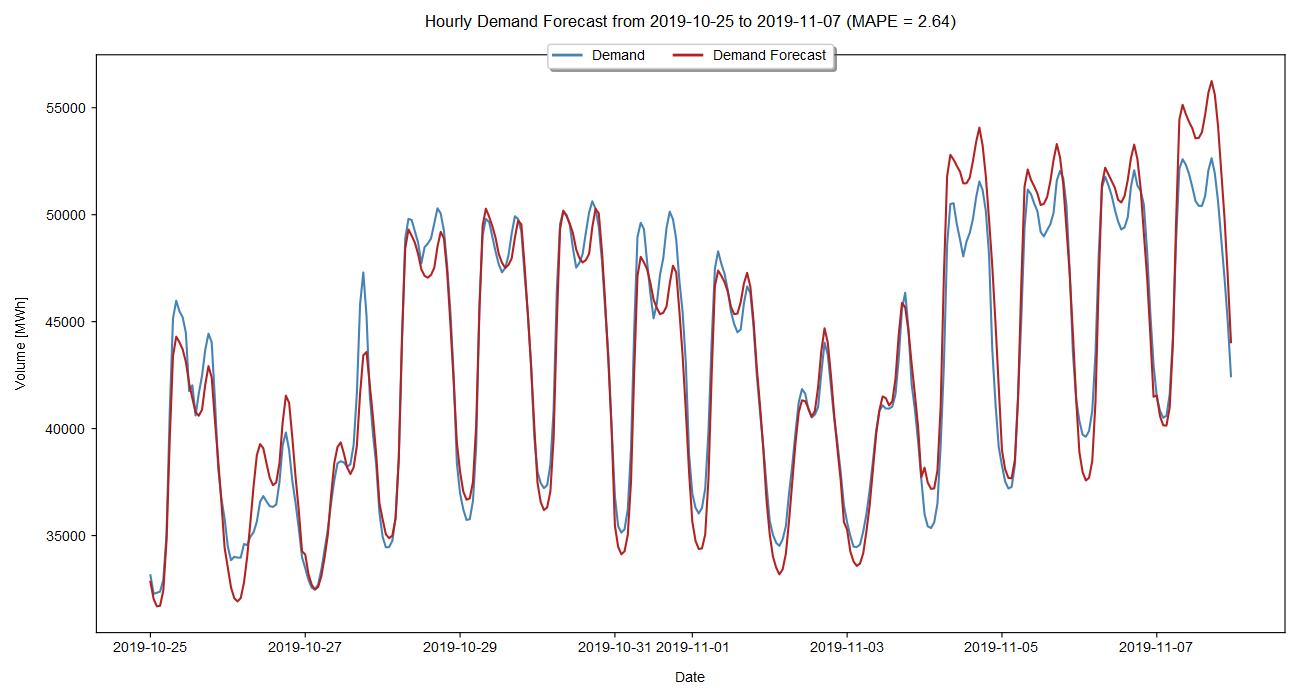 Hourly Demand Forecast from 2019-10-25 to 2019-11-07 (MAPE = 2.64)
Demand Demand Forecast
Volume [MWh]
55000
50000
45000
40000
35000
2019-10-25 2019-10-27 2019-10-29 2019-10-31 2019-11-01 2019-11-03 2019-11-05 2019-11-07
Date